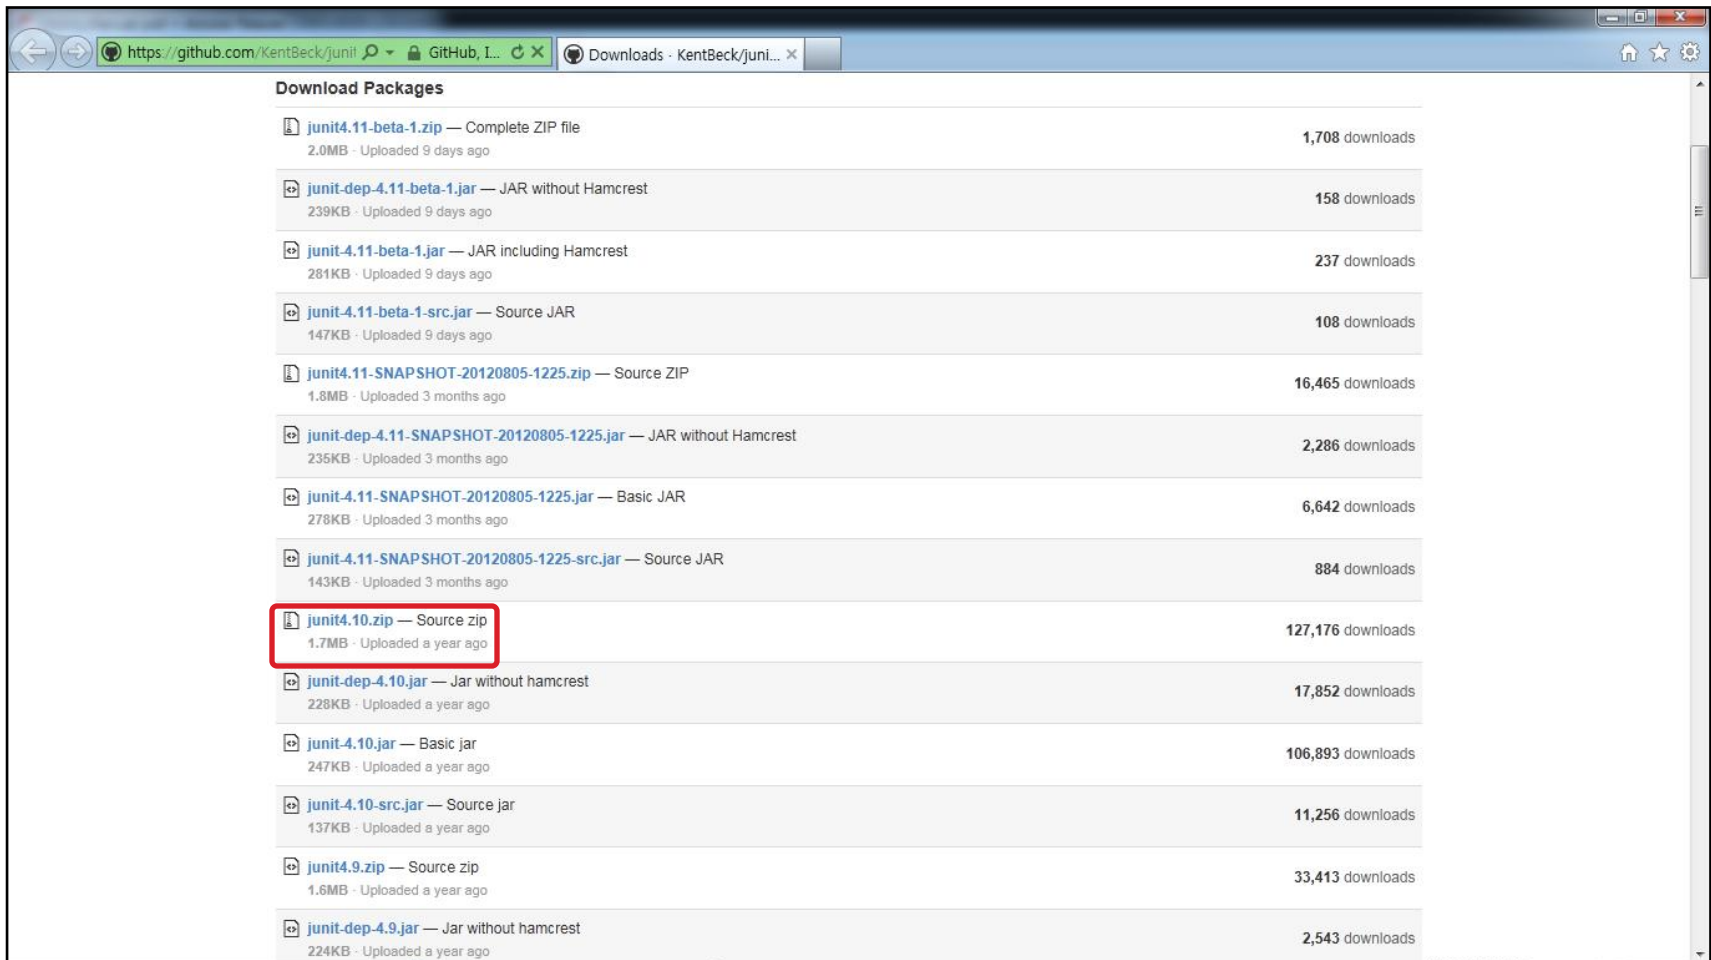 https://github.com/KentBeck/junit
GitHub, I...
Downloads · KentBeck/juni...
Download Packages
junit4.11-beta-1.zip — Complete ZIP file
2.0MB · Uploaded 9 days ago
1,708 downloads
junit-dep-4.11-beta-1.jar — JAR without Hamcrest
239KB · Uploaded 9 days ago
158 downloads
junit-4.11-beta-1.jar — JAR including Hamcrest
281KB · Uploaded 9 days ago
237 downloads
junit-4.11-beta-1-src.jar — Source JAR
147KB · Uploaded 9 days ago
108 downloads
junit4.11-SNAPSHOT-20120805-1225.zip — Source ZIP
1.8MB · Uploaded 3 months ago
16,465 downloads
junit-dep-4.11-SNAPSHOT-20120805-1225.jar — JAR without Hamcrest
235KB · Uploaded 3 months ago
2,286 downloads
junit-4.11-SNAPSHOT-20120805-1225.jar — Basic JAR
278KB · Uploaded 3 months ago
6,642 downloads
junit-4.11-SNAPSHOT-20120805-1225-src.jar — Source JAR
143KB · Uploaded 3 months ago
884 downloads
junit4.10.zip — Source zip
1.7MB · Uploaded a year ago
127,176 downloads
junit-dep-4.10.jar — Jar without hamcrest
228KB · Uploaded a year ago
17,852 downloads
junit-4.10.jar — Basic jar
247KB · Uploaded a year ago
106,893 downloads
junit-4.10-src.jar — Source jar
137KB · Uploaded a year ago
11,256 downloads
junit4.9.zip — Source zip
1.6MB · Uploaded a year ago
33,413 downloads
junit-dep-4.9.jar — Jar without hamcrest
224KB · Uploaded a year ago
2,543 downloads